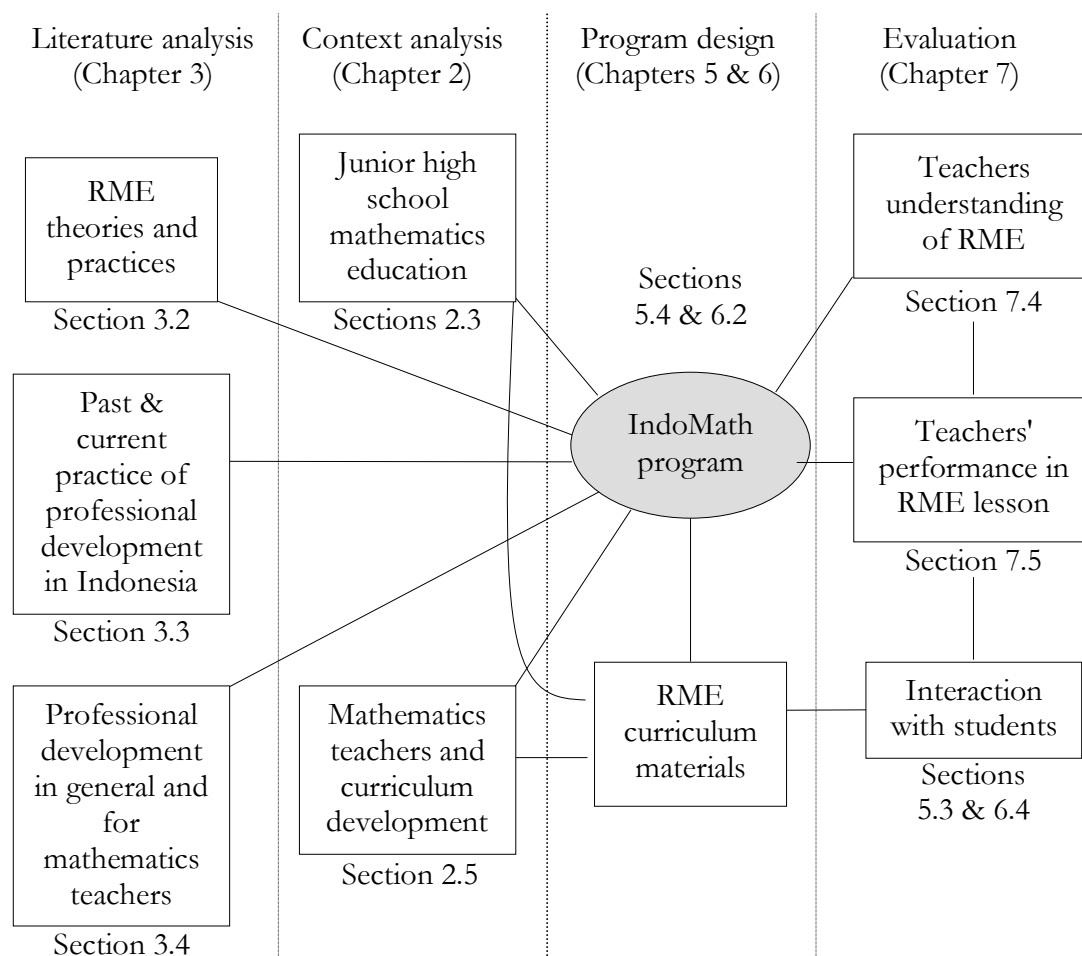 Literature analysis
(Chapter 3)
Context analysis
(Chapter 2)
Program design
(Chapters 5 & 6)
Evaluation
(Chapter 7)
RME
theories and
practices
Section 3.2
Past &
current
practice of
professional
development
in Indonesia
Section 3.3
Professional
development
in general and
for
mathematics
teachers
Section 3.4
Junior high
school
mathematics
education
Sections 2.3
Mathematics
teachers and
curriculum
development
Section 2.5
Sections
5.4 & 6.2
IndoMath
program
RME
curriculum
materials
Teachers
understanding
of RME
Section 7.4
Teachers'
performance in
RME lesson
Section 7.5
Interaction
with students
Sections
5.3 & 6.4